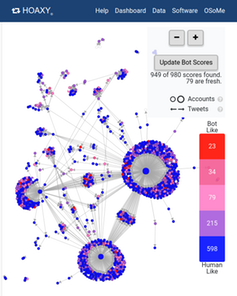 HOAXY
Help Dashboard Data Software OSoMe
− +
Update Bot Scores
949 of 980 scores found.
79 are fresh.
Accounts
Tweets
Bot
Like
23
34
79
215
598
Human
Like